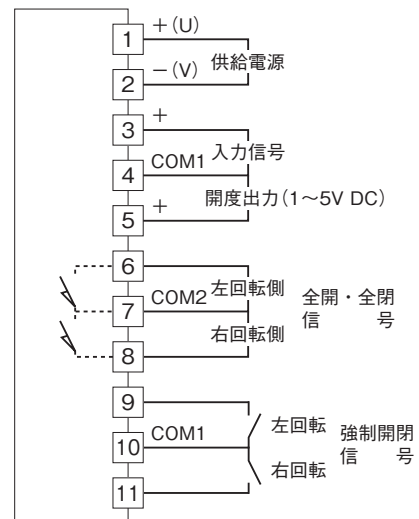 1 +(U)
供給電源
2 −(V)
3 +
入力信号
4 COM1
開度出力(1～5V DC)
5 +
6
左回転側
7 COM2
全開・全閉
信 号
右回転側
8
9
左回転
10 COM1
強制開閉
信 号
右回転
11